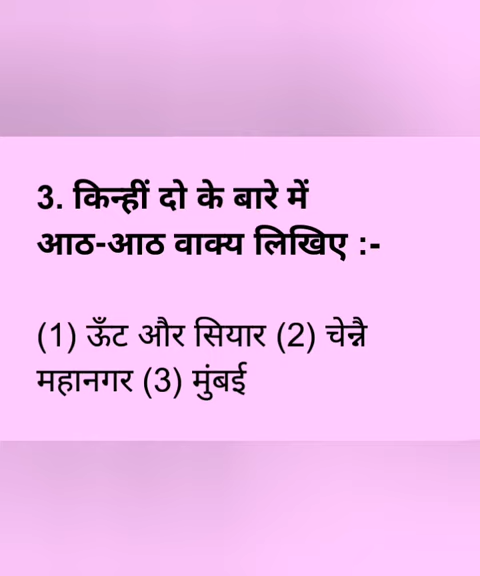 3. किन्हीं दो के बारे में
आठ-आठ वाक्य लिखिए :-
(1) ऊँट और सियार (2) चेन्नै
महानगर (3) मुंबई